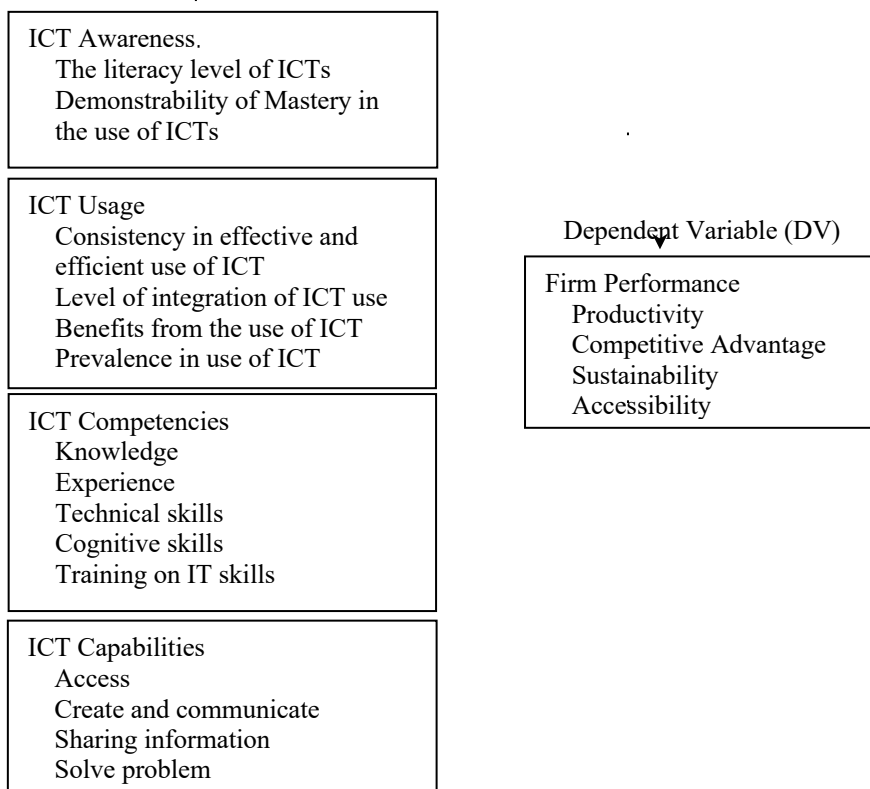 ICT Awareness.
The literacy level of ICTs
Demonstrability of Mastery in
the use of ICTs
ICT Usage
Consistency in effective and
efficient use of ICT
Level of integration of ICT use
Benefits from the use of ICT
Prevalence in use of ICT
ICT Competencies
Knowledge
Experience
Technical skills
Cognitive skills
Training on IT skills
ICT Capabilities
Access
Create and communicate
Sharing information
Solve problem
Dependent Variable (DV)
Firm Performance
Productivity
Competitive Advantage
Sustainability
Accessibility